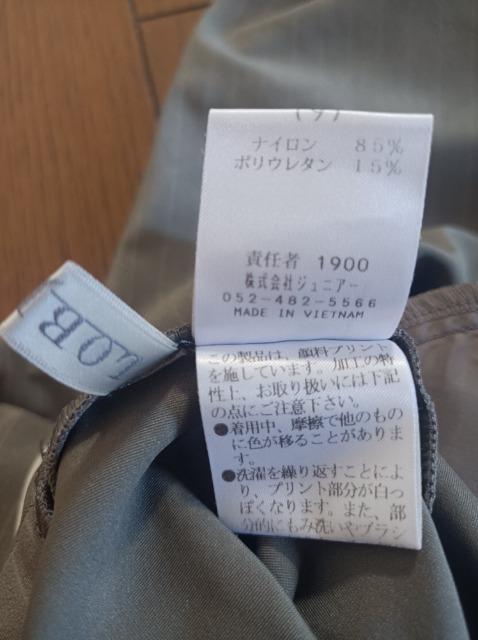 (9)
ナイロン 85%
ポリウレタン 15%
責任者 1900
株式会社ジュニアー
052-482-5566
MADE IN VIETNAM
LOB
この製品は、顔料プリント
を施しています。加工の特
性上、お取り扱いには下記
の点にご注意下さい。
●着用中、摩擦で他のもの
に色が移ることがありま
す。
●洗濯を繰り返すことによ
り、プリント部分が白っ
ぽくなります。また、部
分的にもみ洗いやブラシ